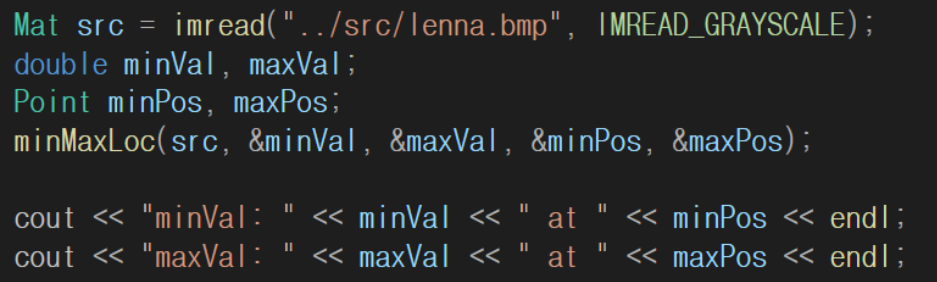 Mat src = imread("../src/lenna.bmp", IMREAD_GRAYSCALE);
double minVal, maxVal;
Point minPos, maxPos;
minMaxLoc(src, &minVal, &maxVal, &minPos, &maxPos);
cout << "minVal: " << minVal << " at " << minPos << endl;
cout << "maxVal: " << maxVal << " at " << maxPos << endl;